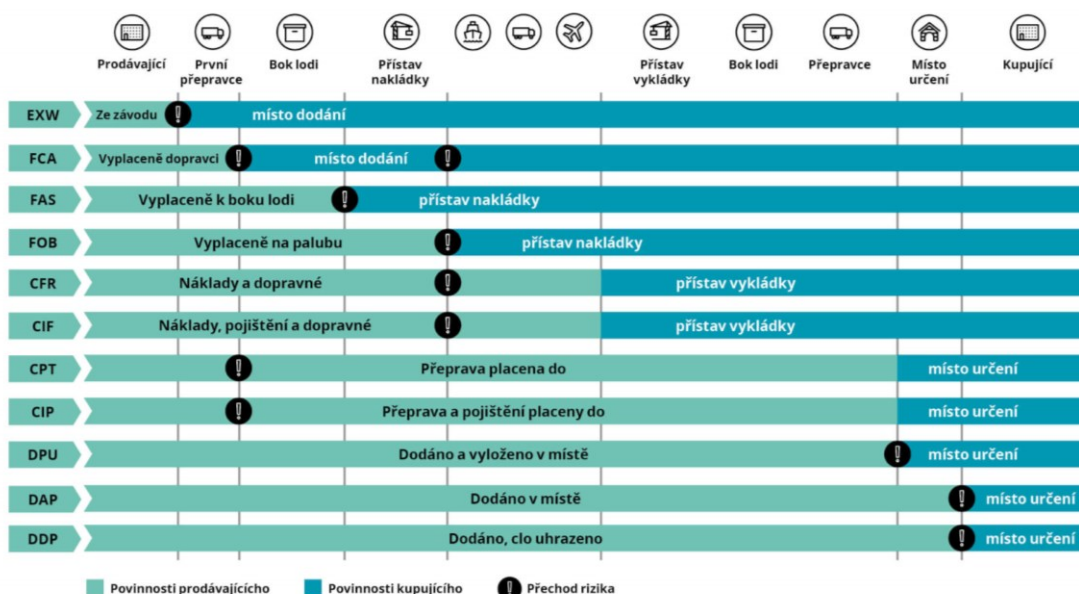 Prodávající
První
přepravce
Bok lodi
Přístav
nakládky
Přístav
vykládky
Bok lodi
Přepravce
Místo
určení
Kupující
EXW Ze závodu ! místo dodání
FCA Vyplaceně dopravci ! místo dodání !
FAS Vyplaceně k boku lodi ! přístav nakládky
FOB Vyplaceně na palubu ! přístav nakládky
CFR Náklady a dopravné ! přístav vykládky
CIF Náklady, pojištění a dopravné ! přístav vykládky
CPT ! Přeprava placena do místo určení
CIP ! Přeprava a pojištění placeny do místo určení
DPU Dodáno a vyloženo v místě ! místo určení
DAP Dodáno v místě ! místo určení
DDP Dodáno, clo uhrazeno ! místo určení
Povinnosti prodávajícícho Povinnosti kupujícího ! Přechod rizika